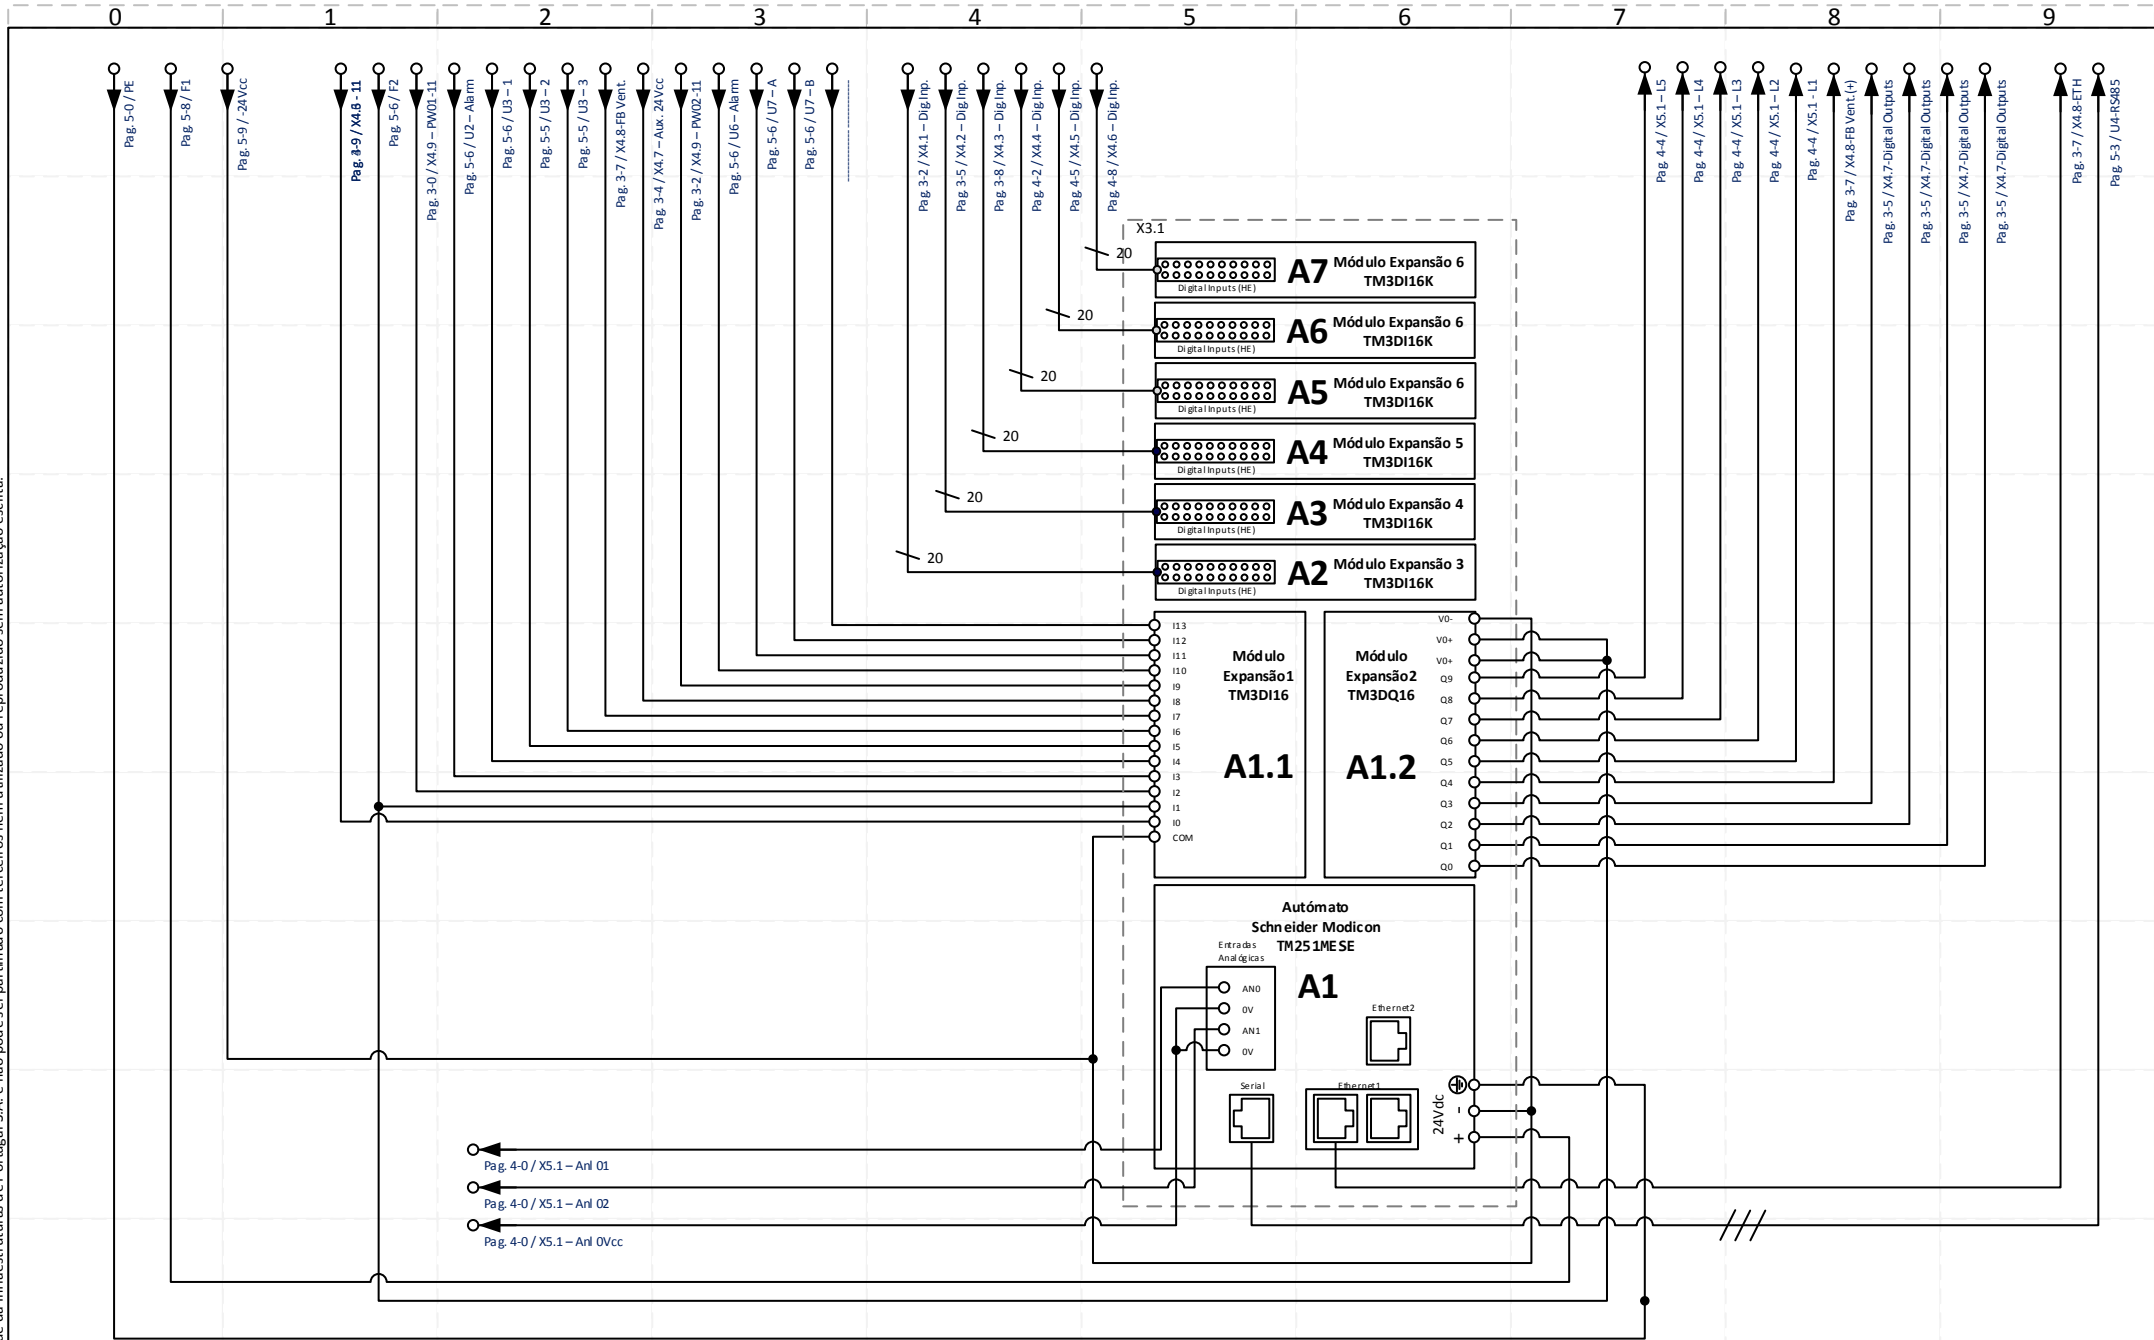 0 1 2 3 4 5 6 7 8 9
Pag. 5-0 / PE
Pag. 5-8 / F1
Pag. 5-9 / -24Vcc
Pag. 5-6 / F2
Pag. 3-0 / X4.9 – PW01-11
Pag. 5-6 / U2 – Alarm
Pag. 5-6 / U3 – 1
Pag. 5-5 / U3 – 2
Pag. 5-5 / U3 – 3
Pag. 3-7 / X4.8-FB Vent.
Pag. 3-4 / X4.7 – Aux. 24Vcc
Pag. 3-2 / X4.9 – PW02-11
Pag. 5-6 / U6 – Alarm
Pag. 5-6 / U7 – A
Pag. 5-6 / U7 – B
Pag. 3-2 / X4.1 – Dig.Inp.
Pag. 3-5 / X4.2 – Dig.Inp.
Pag. 3-8 / X4.3 – Dig.Inp.
Pag. 4-2 / X4.4 – Dig.Inp.
Pag. 4-5 / X4.5 – Dig.Inp.
Pag. 4-8 / X4.6 – Dig.Inp.
Pag. 4-4 / X5.1 – L5
Pag. 4-4 / X5.1 – L4
Pag. 4-4 / X5.1 – L3
Pag. 4-4 / X5.1 – L2
Pag. 4-4 / X5.1 - L1
Pag. 3-7 / X4.8-FB Vent.(+)
Pag. 3-5 / X4.7-Digital Outputs
Pag. 3-5 / X4.7-Digital Outputs
Pag. 3-5 / X4.7-Digital Outputs
Pag. 3-5 / X4.7-Digital Outputs
Pag. 3-7 / X4.8-ETH
Pag. 5-3 / U4-RS485
X3.1
20
A7
Módulo Expansão 6
TM3DI16K
Digital Inputs (HE)
20
A6
Módulo Expansão 6
TM3DI16K
Digital Inputs (HE)
20
A5
Módulo Expansão 6
TM3DI16K
Digital Inputs (HE)
20
A4
Módulo Expansão 5
TM3DI16K
Digital Inputs (HE)
20
A3
Módulo Expansão 4
TM3DI16K
Digital Inputs (HE)
20
A2
Módulo Expansão 3
TM3DI16K
Digital Inputs (HE)
I13
I12
I11
I10
I9
I8
I7
I6
I5
I4
I3
I2
I1
I0
COM
Módulo
Expansão1
TM3DI16
A1.1
Módulo
Expansão2
TM3DQ16
A1.2
V0-
V0+
V0+
Q9
Q8
Q7
Q6
Q5
Q4
Q3
Q2
Q1
Q0
Autómato
Schneider Modicon
TM251MESE
Entradas
Analógicas
A1
AN0
0V
AN1
0V
Ethernet2
Serial
Ethernet1
24Vdc
-
+
Pag. 4-0 / X5.1 – Anl 01
Pag. 4-0 / X5.1 – Anl 02
Pag. 4-0 / X5.1 – Anl 0Vcc